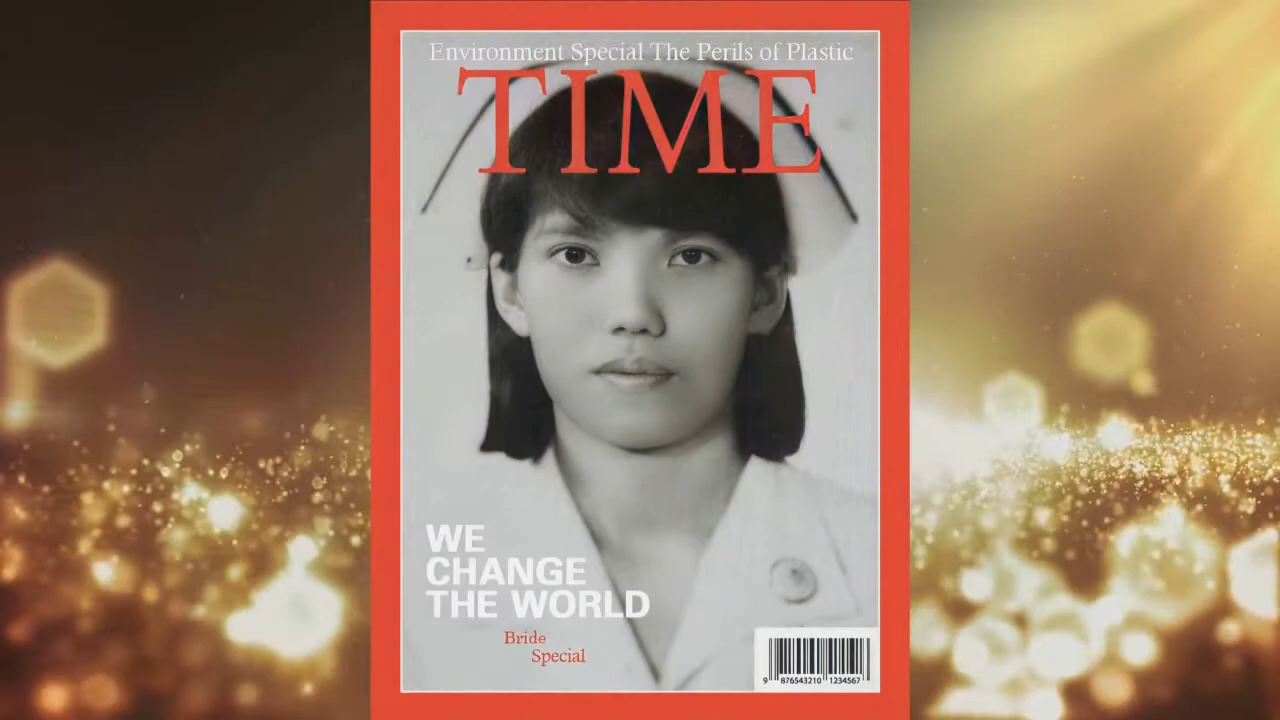 Environment Special The Perils of Plastic
TIME
WE
CHANGE
THE WORLD
Bride
Special
9 876543210 1234567